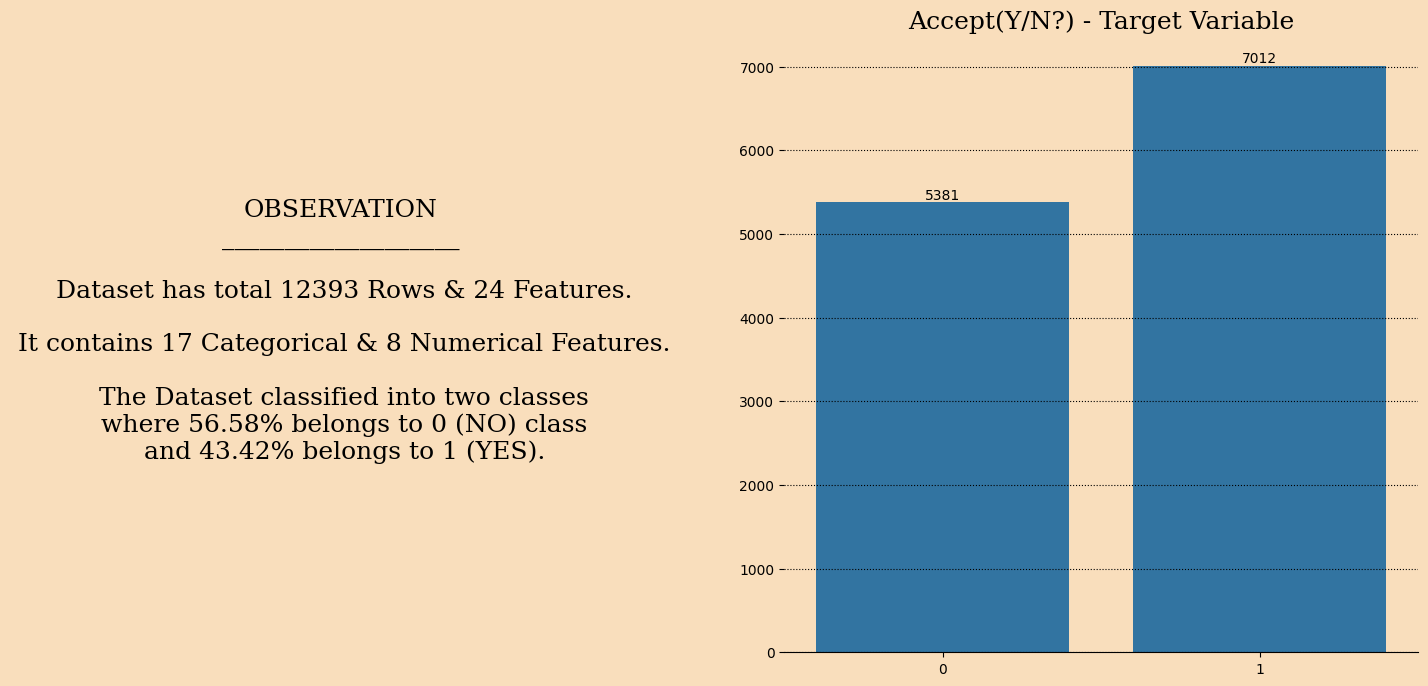 OBSERVATION
___________________
Dataset has total 12393 Rows & 24 Features.
It contains 17 Categorical & 8 Numerical Features.
The Dataset classified into two classes
where 56.58% belongs to 0 (NO) class
and 43.42% belongs to 1 (YES).
Accept(Y/N?) - Target Variable
7000
6000
5000
4000
3000
2000
1000
0
5381
7012
0
1